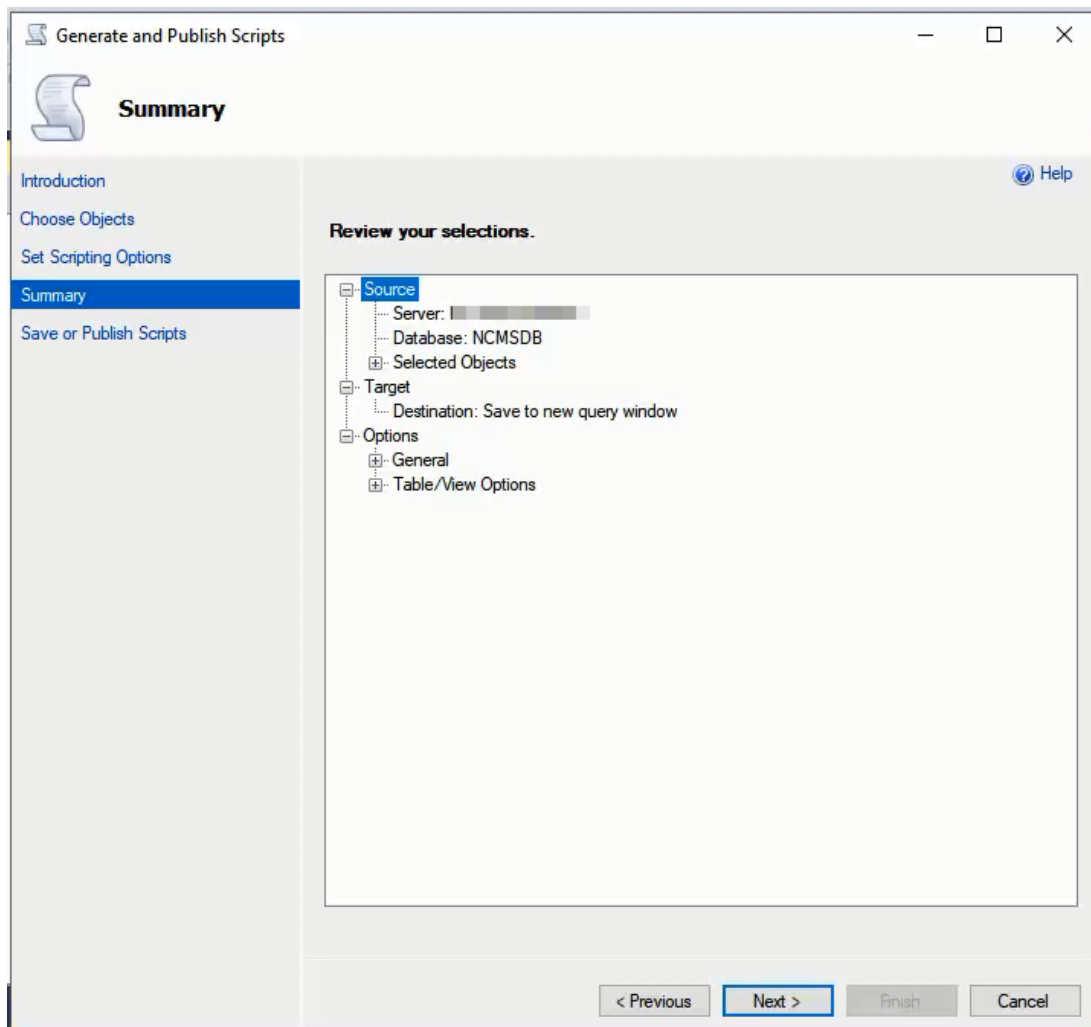 Generate and Publish Scripts
Summary
Introduction
Choose Objects
Set Scripting Options
Summary
Save or Publish Scripts
Help
Review your selections.
Source
Server:
Database: NCMSDB
Selected Objects
Target
Destination: Save to new query window
Options
General
Table/View Options
< Previous
Next >
Finish
Cancel